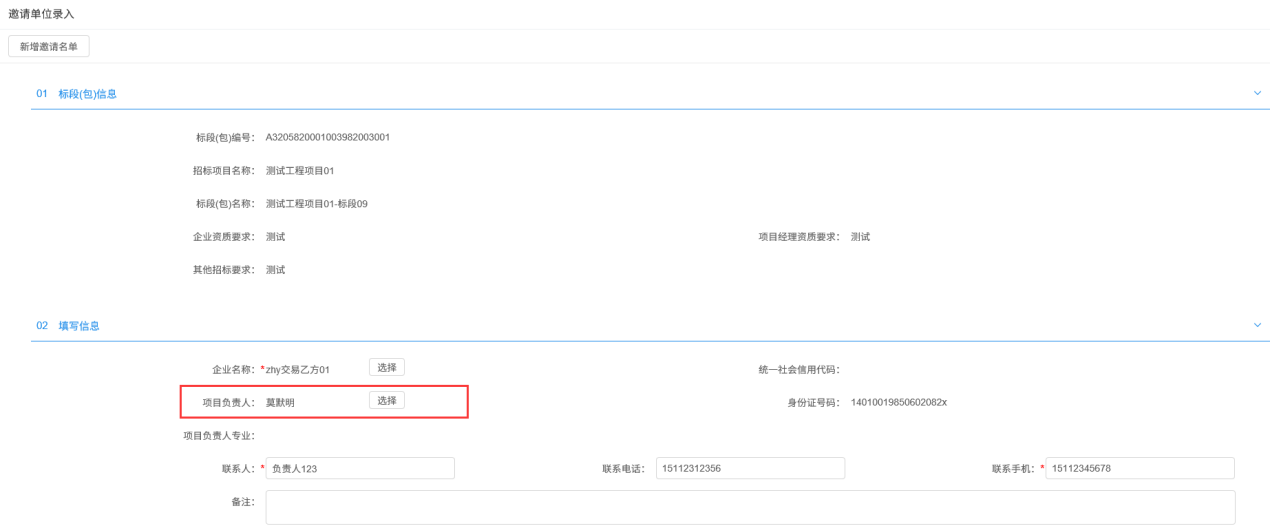 邀请单位录入
新增邀请名单
01 标段(包)信息
标段(包)编号： A3205820001003982003001
招标项目名称： 测试工程项目01
标段(包)名称： 测试工程项目01-标段09
企业资质要求： 测试 项目经理资质要求： 测试
其他招标要求： 测试
02 填写信息
企业名称：*zhy交易乙方01 选择 统一社会信用代码：
项目负责人： 莫默明 选择 身份证号码： 14010019850602082x
项目负责人专业：
联系人：* 负责人123 联系电话： 15112312356 联系手机：* 15112345678
备注：